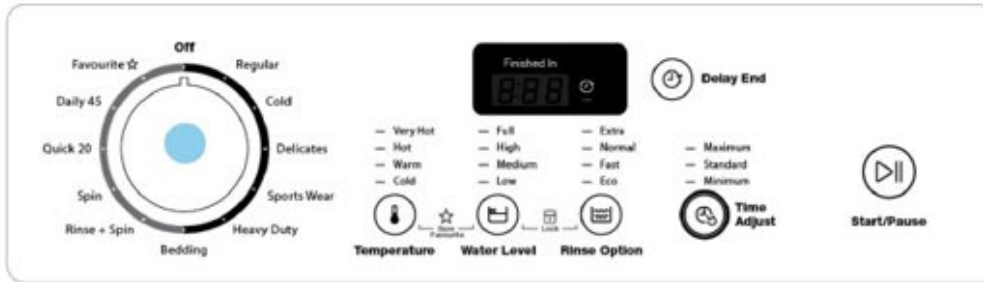 Off
Favourite ☆
Regular
Daily 45
Cold
Quick 20
Delicates
Spin
Sports Wear
Rinse + Spin
Heavy Duty
Bedding
Finished In
8:88
Delay End
Very Hot
Hot
Warm
Cold
Full
High
Medium
Low
Extra
Normal
Fast
Eco
Maximum
Standard
Minimum
Save
Favourite
Lock
Temperature
Water Level
Rinse Option
Time
Adjust
Start/Pause